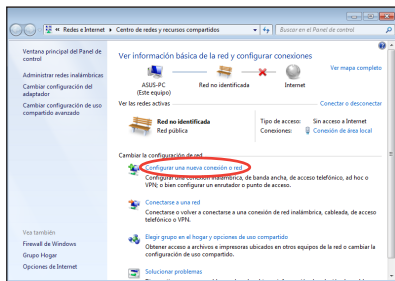 « Redes e Internet ▸ Centro de redes y recursos compartidos
Buscar en el Panel de control
Ventana principal del Panel de control
Administrar redes inalámbricas
Cambiar configuración del adaptador
Cambiar configuración de uso compartido avanzado
Ver información básica de la red y configurar conexiones
Ver mapa completo
ASUS-PC
(Este equipo)
Red no identificada
Internet
Ver las redes activas
Conectar o desconectar
Red no identificada
Red pública
Tipo de acceso: Sin acceso a Internet
Conexiones: Conexión de área local
Cambiar la configuración de red
Configurar una nueva conexión o red
Configurar una conexión inalámbrica, de banda ancha, de acceso telefónico, ad hoc o
VPN; o bien configurar un enrutador o punto de acceso.
Conectarse a una red
Conectarse o volver a conectarse a una conexión de red inalámbrica, cableada, de acceso
telefónico o VPN.
Elegir grupo en el hogar y opciones de uso compartido
Obtener acceso a archivos e impresoras ubicados en otros equipos de la red o cambiar la
configuración de uso compartido.
Solucionar problemas
Vea también
Firewall de Windows
Grupo Hogar
Opciones de Internet